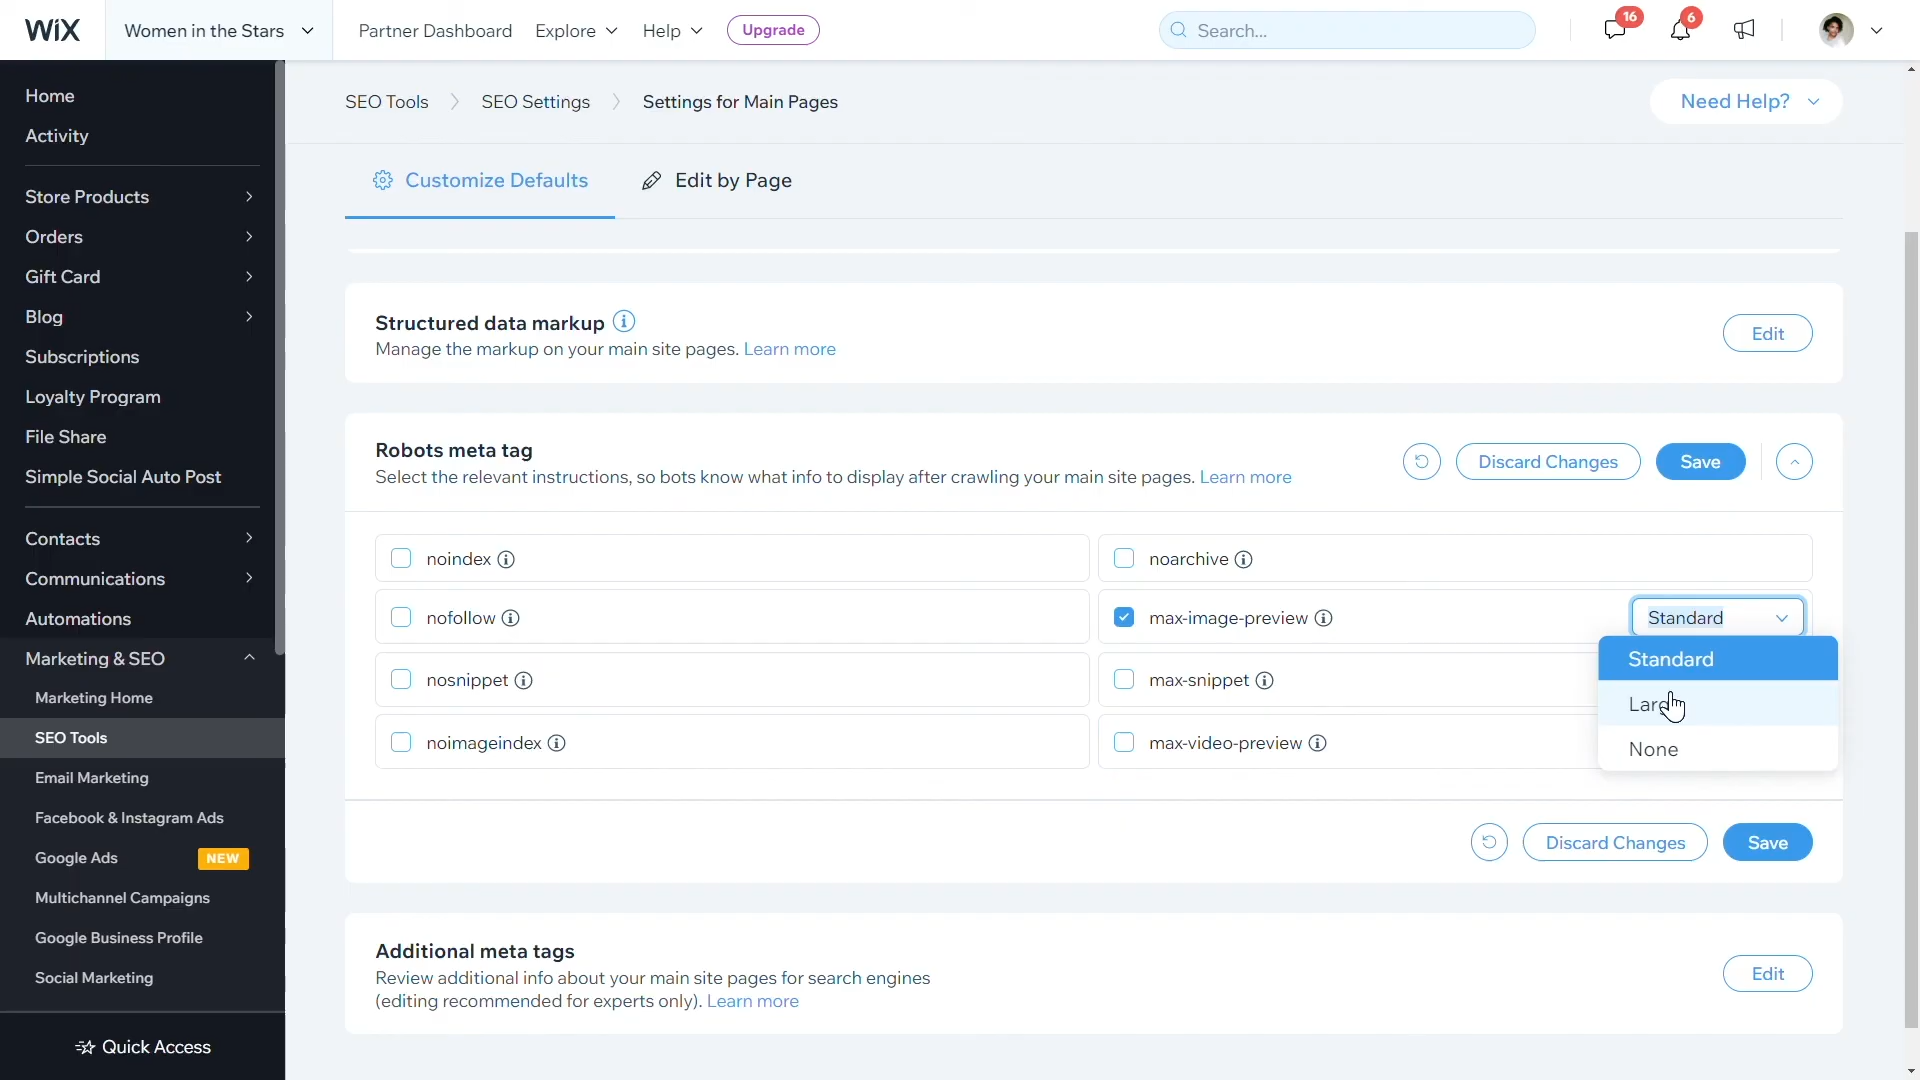 WiX
Women in the Stars
Partner Dashboard
Explore
Help
Upgrade
Search...
16
6
Home
Activity
Store Products
Orders
Gift Card
Blog
Subscriptions
Loyalty Program
File Share
Simple Social Auto Post
Contacts
Communications
Automations
Marketing & SEO
Marketing Home
SEO Tools
Email Marketing
Facebook & Instagram Ads
Google Ads NEW
Multichannel Campaigns
Google Business Profile
Social Marketing
Quick Access
SEO Tools
SEO Settings
Settings for Main Pages
Need Help?
Customize Defaults
Edit by Page
Structured data markup
Manage the markup on your main site pages. Learn more
Edit
Robots meta tag
Select the relevant instructions, so bots know what info to display after crawling your main site pages. Learn more
Discard Changes
Save
noindex
noarchive
nofollow
max-image-preview
Standard
nosnippet
max-snippet
noimageindex
max-video-preview
Standard
None
Discard Changes
Save
Additional meta tags
Review additional info about your main site pages for search engines
(editing recommended for experts only). Learn more
Edit